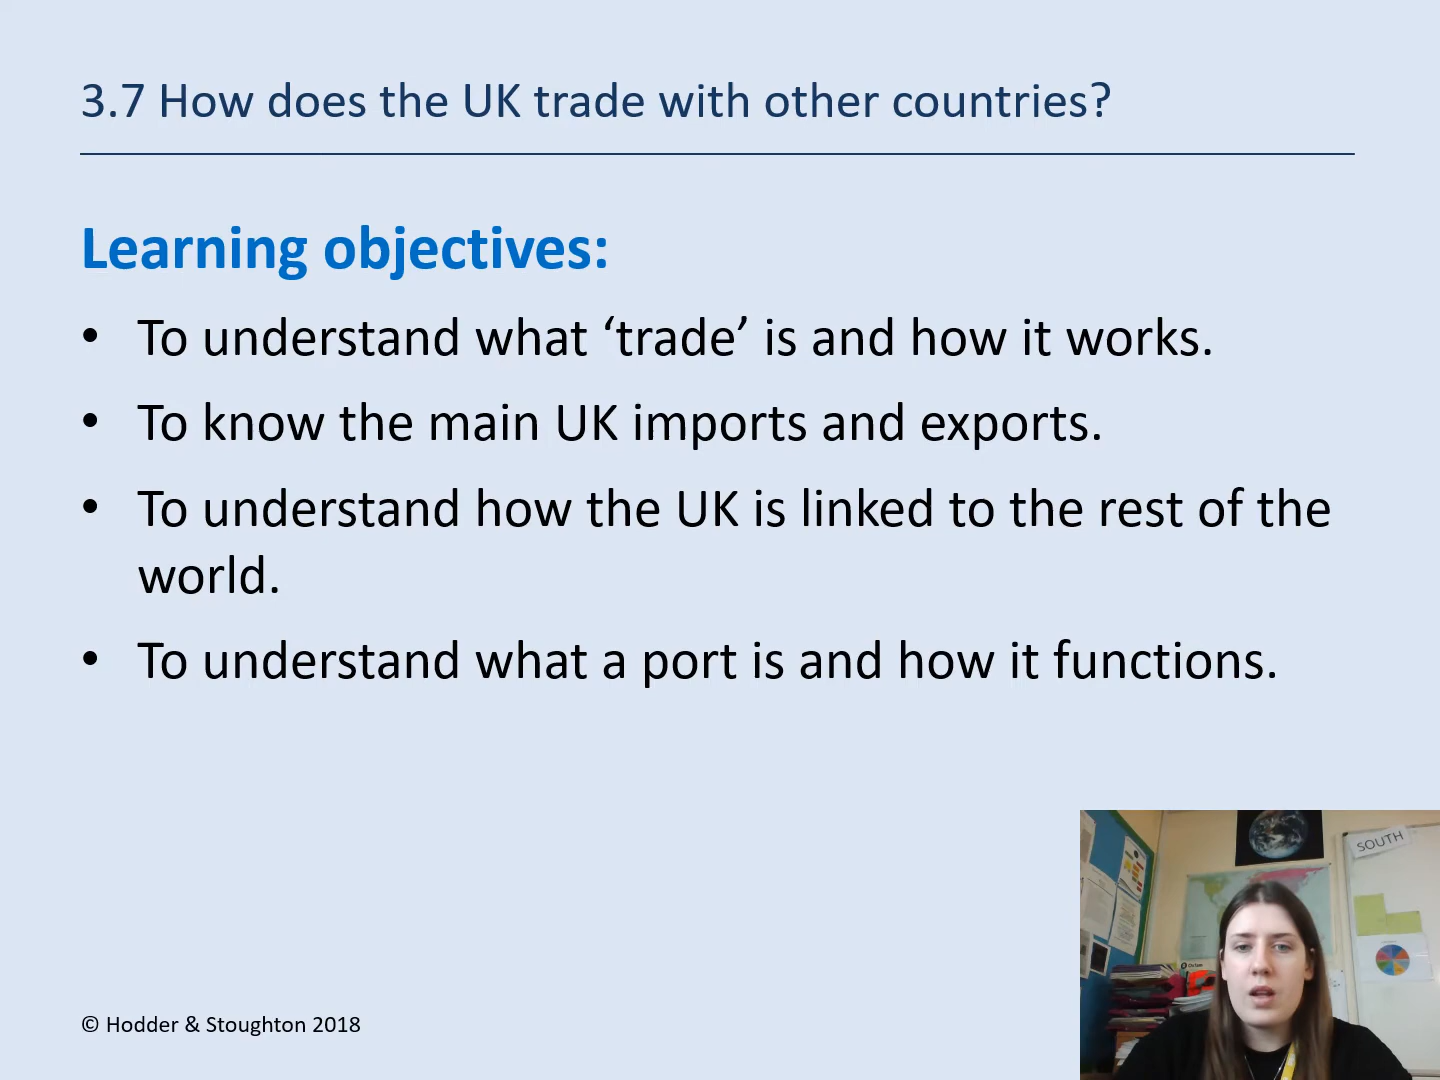 3.7 How does the UK trade with other countries?
Learning objectives:
• To understand what ‘trade’ is and how it works.
• To know the main UK imports and exports.
• To understand how the UK is linked to the rest of the
world.
• To understand what a port is and how it functions.
SOUTH
© Hodder & Stoughton 2018